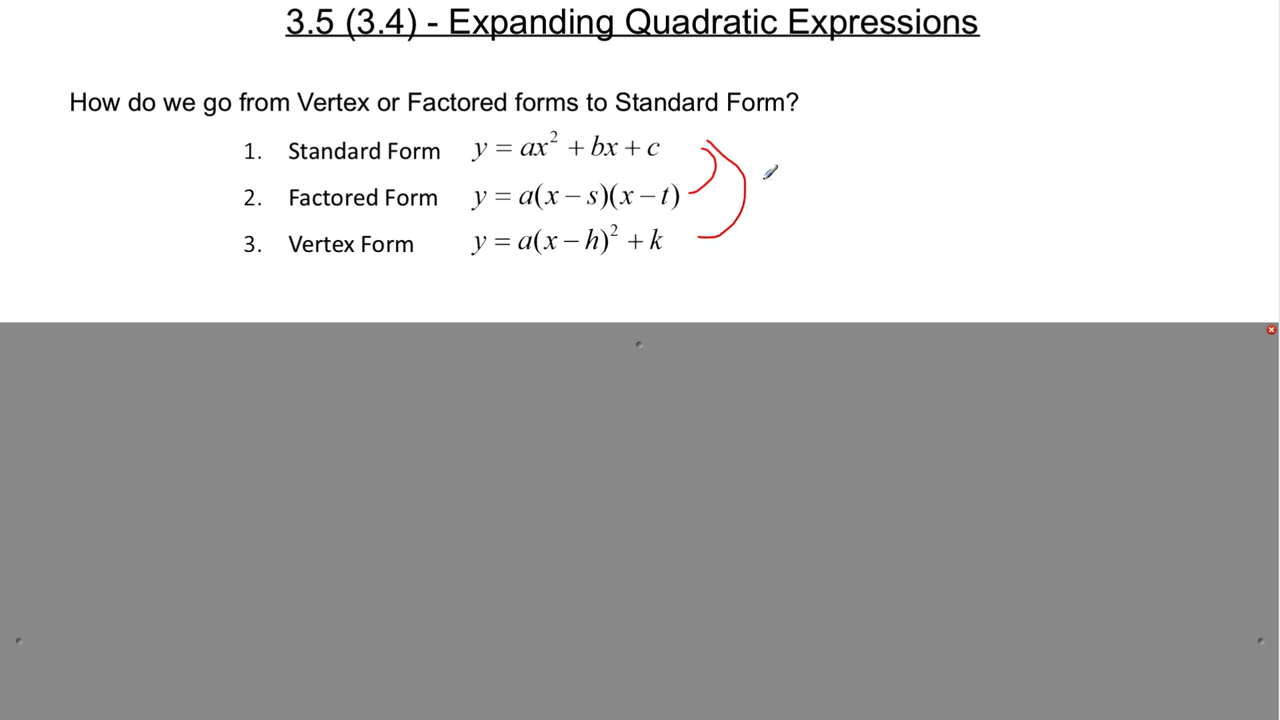 3.5 (3.4) - Expanding Quadratic Expressions
How do we go from Vertex or Factored forms to Standard Form?
1. Standard Form y = ax² + bx + c
2. Factored Form y = a(x – s)(x – t)
3. Vertex Form y = a(x – h)² + k